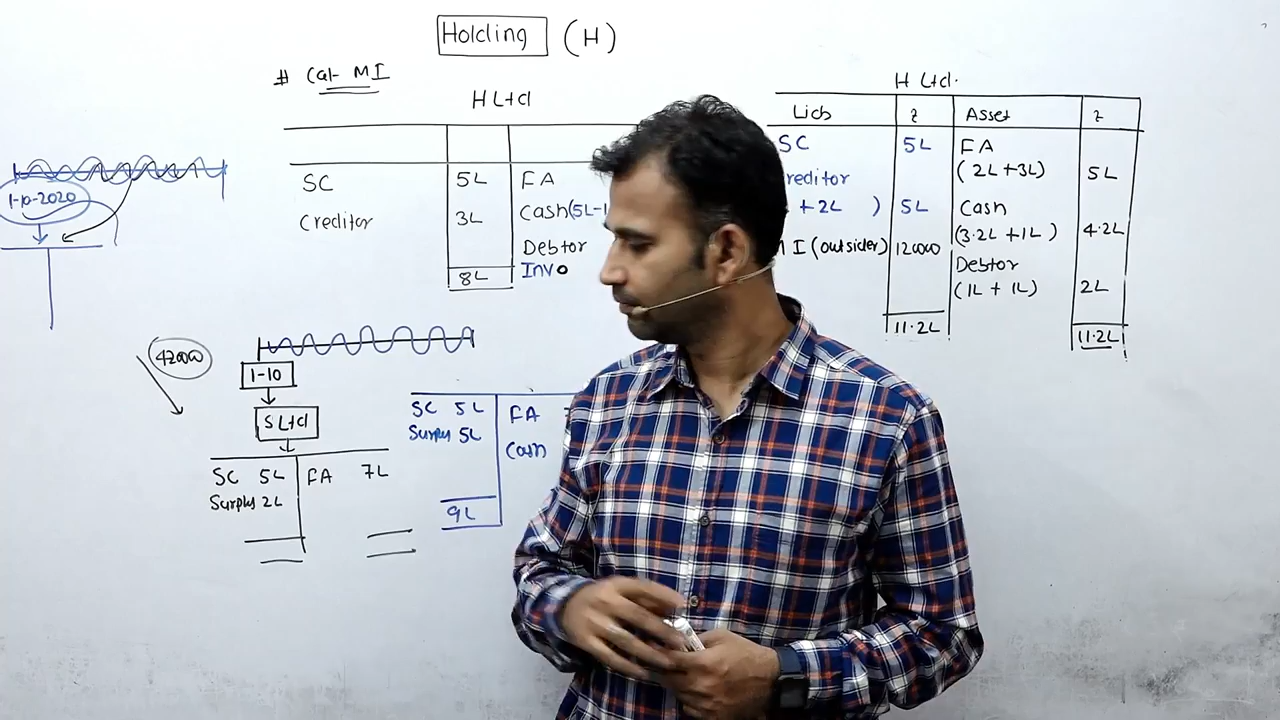 Holding (H)
# Cal- MI
H Ltd
SC 5L FA
Creditor 3L Cash(5L-1
Debtor
8L Inv
H Ltd.
Liab ₹ Asset ₹
SC 5L FA
(2L+3L) 5L
reditor
+2L ) 5L Cash
(3.2L+1L) 4.2L
I (outsider) 12000
Debtor
(1L + 1L) 2L
11.2L 11.2L
1-10-2020
42000
1-10
S Ltd
SC 5L FA 7L
Surplus 2L
SC 5L FA
Surplus 5L
Cash
9L